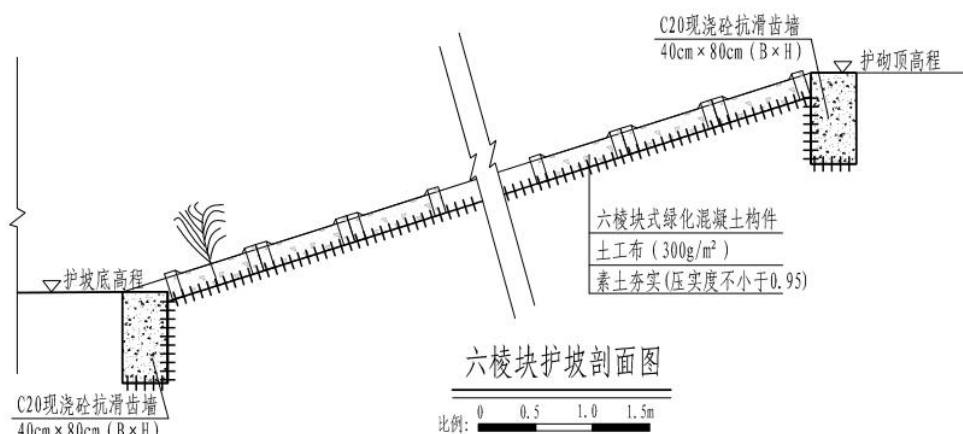 C20现浇砼抗滑齿墙
40cm×80cm(B×H)
护砌顶高程
六棱块式绿化混凝土构件
土工布(300g/m²)
素土夯实(压实度不小于0.95)
护坡底高程
C20现浇砼抗滑齿墙
40cm×80cm(B×H)
六棱块护坡剖面图
比例: 0 0.5 1.0 1.5m